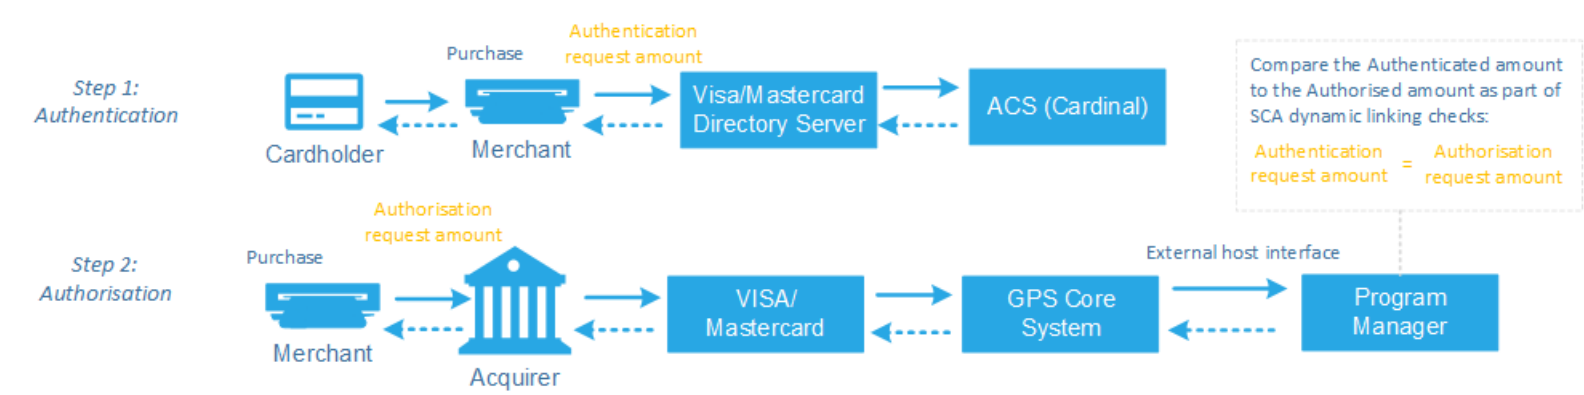 Step 1:
Authentication
Cardholder
Purchase
Merchant
Authentication
request amount
Visa/Mastercard
Directory Server
ACS (Cardinal)
Compare the Authenticated amount
to the Authorised amount as part of
SCA dynamic linking checks:
Authentication
request amount
=
Authorisation
request amount
Step 2:
Authorisation
Purchase
Merchant
Authorisation
request amount
Acquirer
VISA/
Mastercard
GPS Core
System
External host interface
Program
Manager